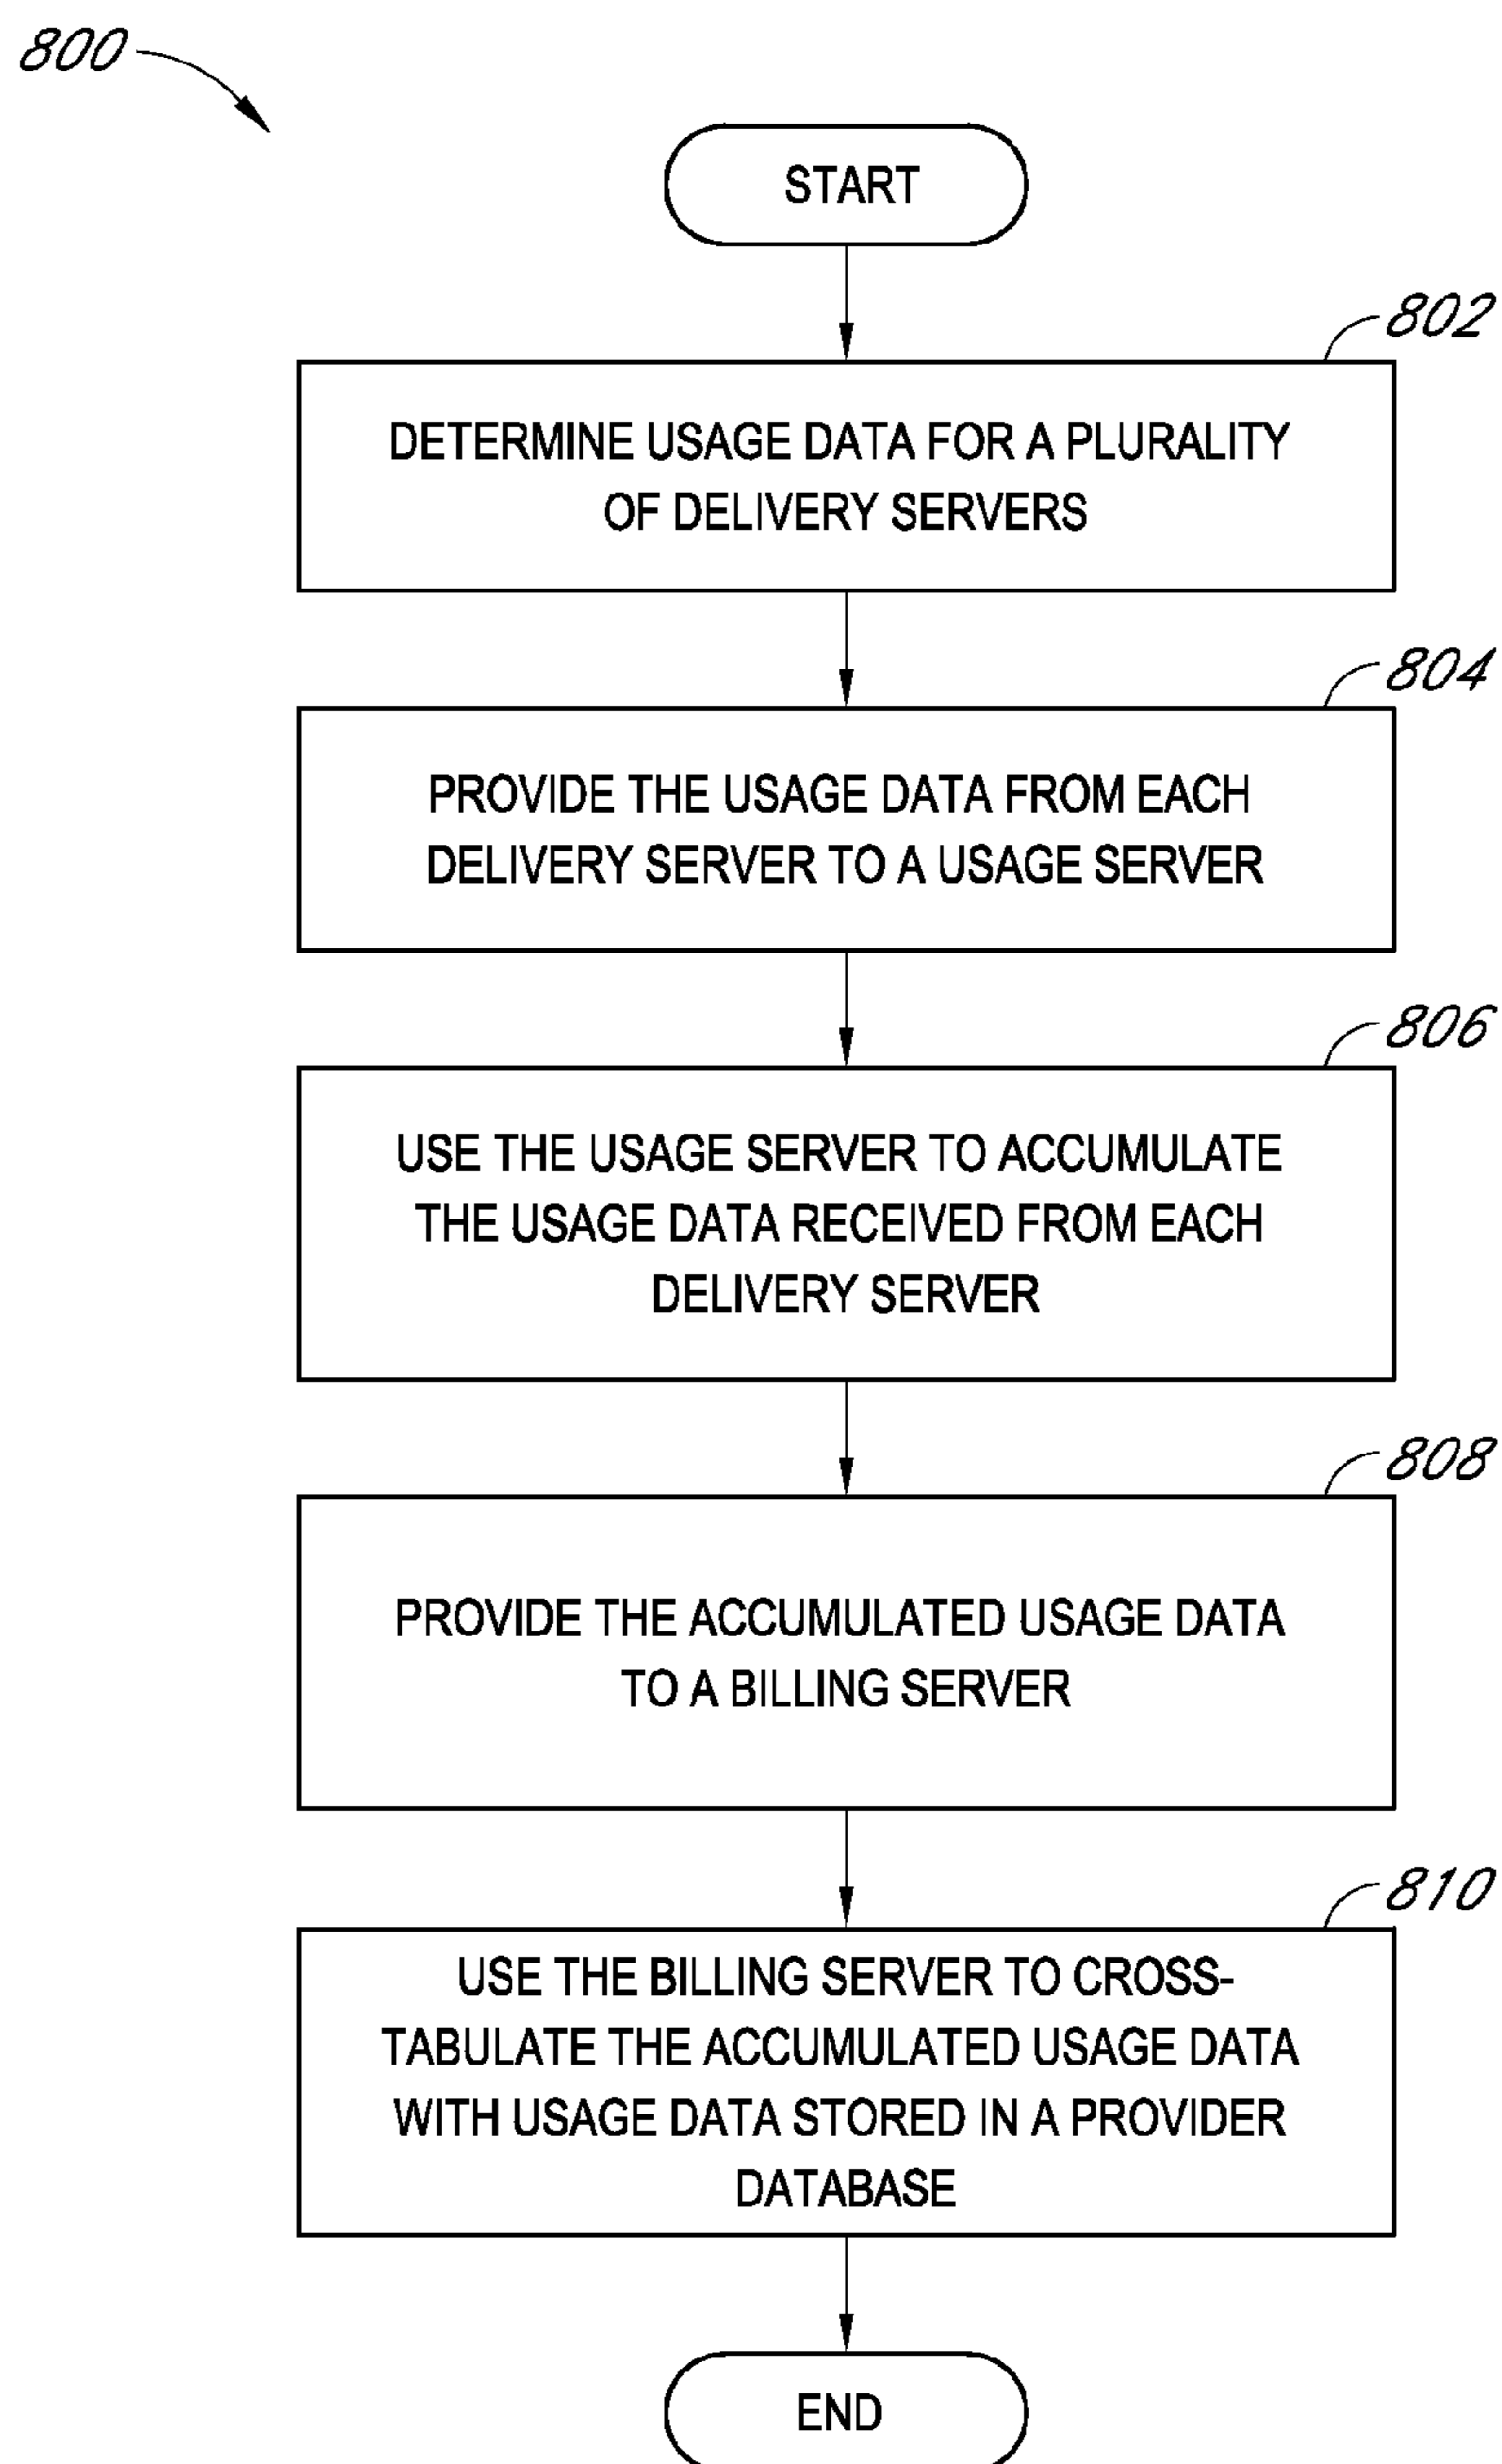 800
START
802
DETERMINE USAGE DATA FOR A PLURALITY
OF DELIVERY SERVERS
804
PROVIDE THE USAGE DATA FROM EACH
DELIVERY SERVER TO A USAGE SERVER
806
USE THE USAGE SERVER TO ACCUMULATE
THE USAGE DATA RECEIVED FROM EACH
DELIVERY SERVER
808
PROVIDE THE ACCUMULATED USAGE DATA
TO A BILLING SERVER
810
USE THE BILLING SERVER TO CROSS-
TABULATE THE ACCUMULATED USAGE DATA
WITH USAGE DATA STORED IN A PROVIDER
DATABASE
END